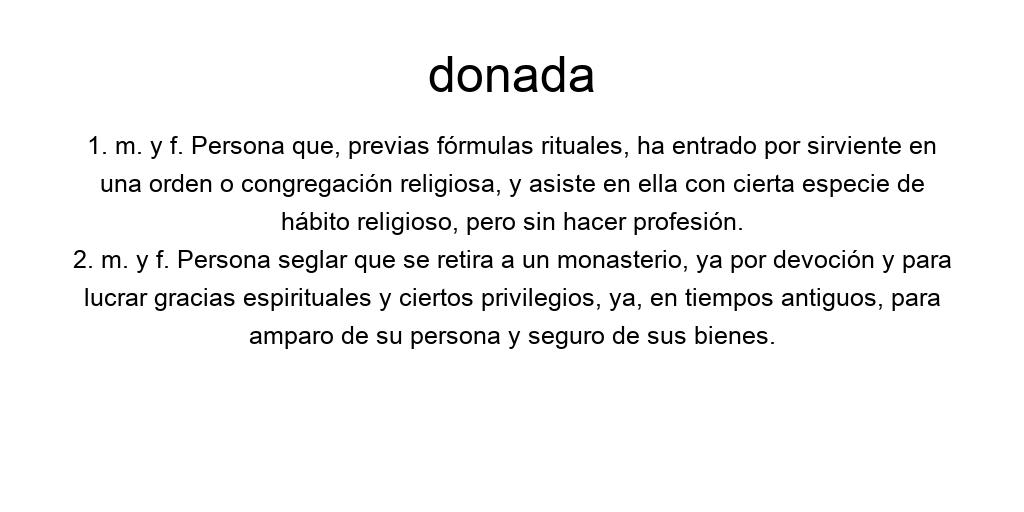 donada
1. m. y f. Persona que, previas fórmulas rituales, ha entrado por sirviente en
una orden o congregación religiosa, y asiste en ella con cierta especie de
hábito religioso, pero sin hacer profesión.
2. m. y f. Persona seglar que se retira a un monasterio, ya por devoción y para
lucrar gracias espirituales y ciertos privilegios, ya, en tiempos antiguos, para
amparo de su persona y seguro de sus bienes.